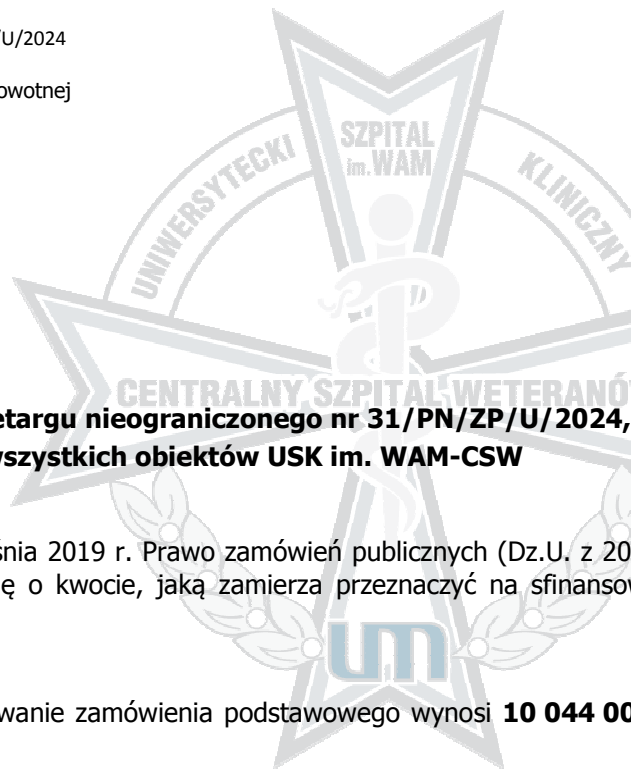 /U/2024
owotnej
SZPITAL
im. WAM
UNIWERSYTECKI
KLINICZNY
CENTRALNY SZPITAL WETERANÓ
etargu nieograniczonego nr 31/PN/ZP/U/2024,
wszystkich obiektów USK im. WAM-CSW
śnia 2019 r. Prawo zamówień publicznych (Dz.U. z 20
ę o kwocie, jaką zamierza przeznaczyć na sfinansow
um
wanie zamówienia podstawowego wynosi 10 044 00